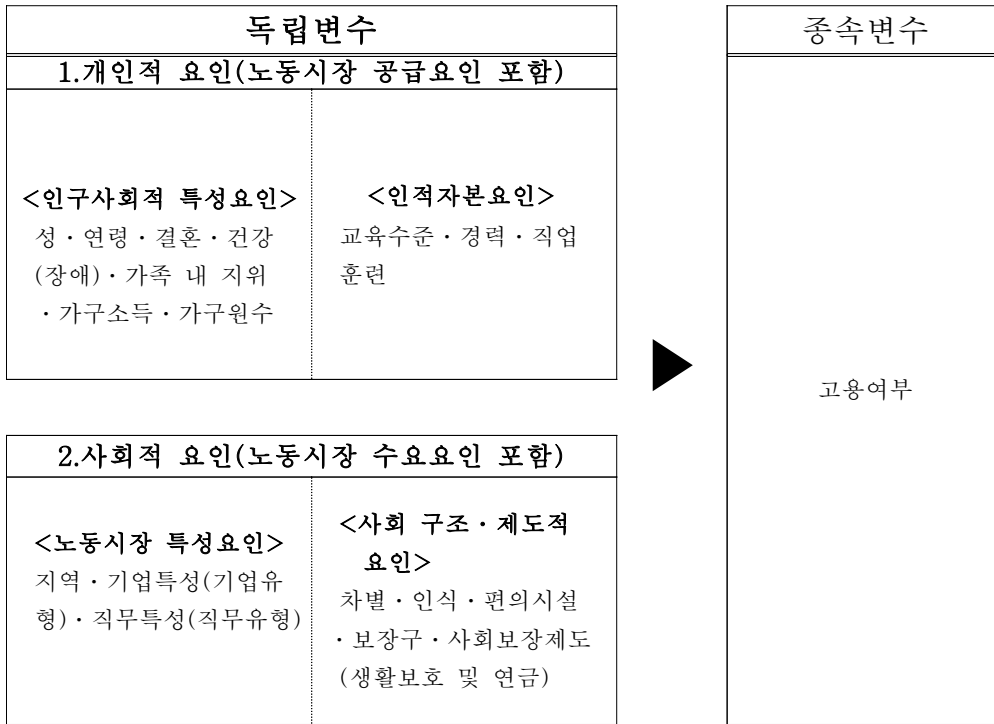 독립변수
1.개인적 요인(노동시장 공급요인 포함)
<인구사회적 특성요인>
성·연령·결혼·건강
(장애)·가족 내 지위
·가구소득·가구원수
<인적자본요인>
교육수준·경력·직업
훈련
2.사회적 요인(노동시장 수요요인 포함)
<노동시장 특성요인>
지역·기업특성(기업유
형)·직무특성(직무유형)
<사회 구조·제도적
요인>
차별·인식·편의시설
·보장구·사회보장제도
(생활보호 및 연금)
종속변수
고용여부